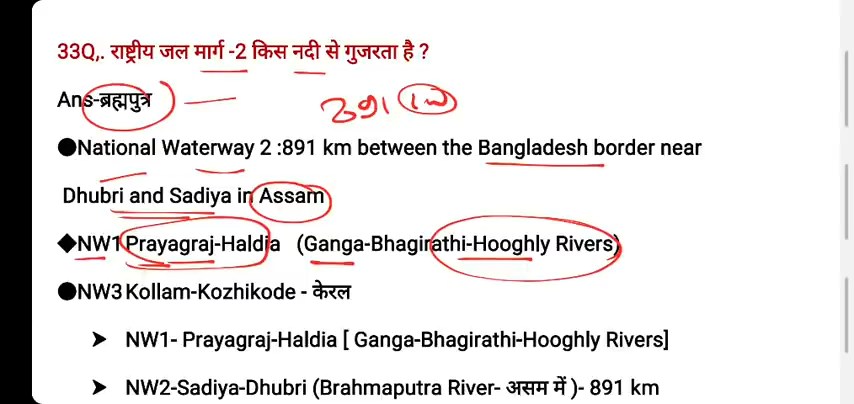 33Q,. राष्ट्रीय जल मार्ग -2 किस नदी से गुजरता है ?
Ans-ब्रह्मपुत्र
●National Waterway 2 :891 km between the Bangladesh border near
Dhubri and Sadiya in Assam
◆NW1 Prayagraj-Haldia (Ganga-Bhagirathi-Hooghly Rivers)
●NW3 Kollam-Kozhikode - केरल
➤ NW1- Prayagraj-Haldia [ Ganga-Bhagirathi-Hooghly Rivers]
➤ NW2-Sadiya-Dhubri (Brahmaputra River- असम में )- 891 km